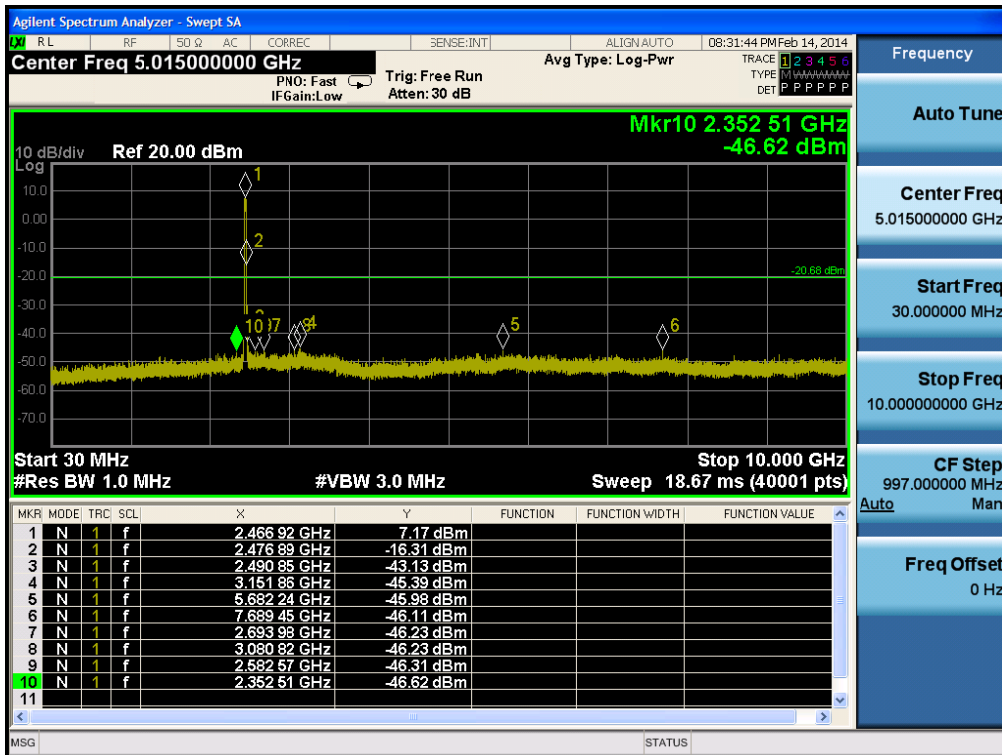 Agilent Spectrum Analyzer - Swept SA
LXI RL RF 50 Ω AC CORREC SENSE:INT ALIGN AUTO 08:31:44 PM Feb 14, 2014
Center Freq 5.015000000 GHz
PNO: Fast
IFGain:Low
Trig: Free Run
Atten: 30 dB
Avg Type: Log-Pwr
TRACE 1 2 3 4 5 6
TYPE M
DET P P P P P P
Mkr10 2.352 51 GHz
-46.62 dBm
10 dB/div
Log
Ref 20.00 dBm
10.0
0.00
-10.0
-20.0
-30.0
-40.0
-50.0
-60.0
-70.0
1
2
10
7
4
5
6
-20.68 dBm
Start 30 MHz
Stop 10.000 GHz
#Res BW 1.0 MHz
#VBW 3.0 MHz
Sweep 18.67 ms (40001 pts)
MKR MODE TRC SCL X Y FUNCTION FUNCTION WIDTH FUNCTION VALUE
1 N 1 f 2.466 92 GHz 7.17 dBm
2 N 1 f 2.476 89 GHz -16.31 dBm
3 N 1 f 2.490 85 GHz -43.13 dBm
4 N 1 f 3.151 86 GHz -45.39 dBm
5 N 1 f 5.682 24 GHz -45.98 dBm
6 N 1 f 7.689 45 GHz -46.11 dBm
7 N 1 f 2.693 98 GHz -46.23 dBm
8 N 1 f 3.080 82 GHz -46.23 dBm
9 N 1 f 2.582 57 GHz -46.31 dBm
10 N 1 f 2.352 51 GHz -46.62 dBm
11
MSG
STATUS
Frequency
Auto Tune
Center Freq
5.015000000 GHz
Start Freq
30.000000 MHz
Stop Freq
10.000000000 GHz
CF Step
997.000000 MHz
Auto Man
Freq Offset
0 Hz